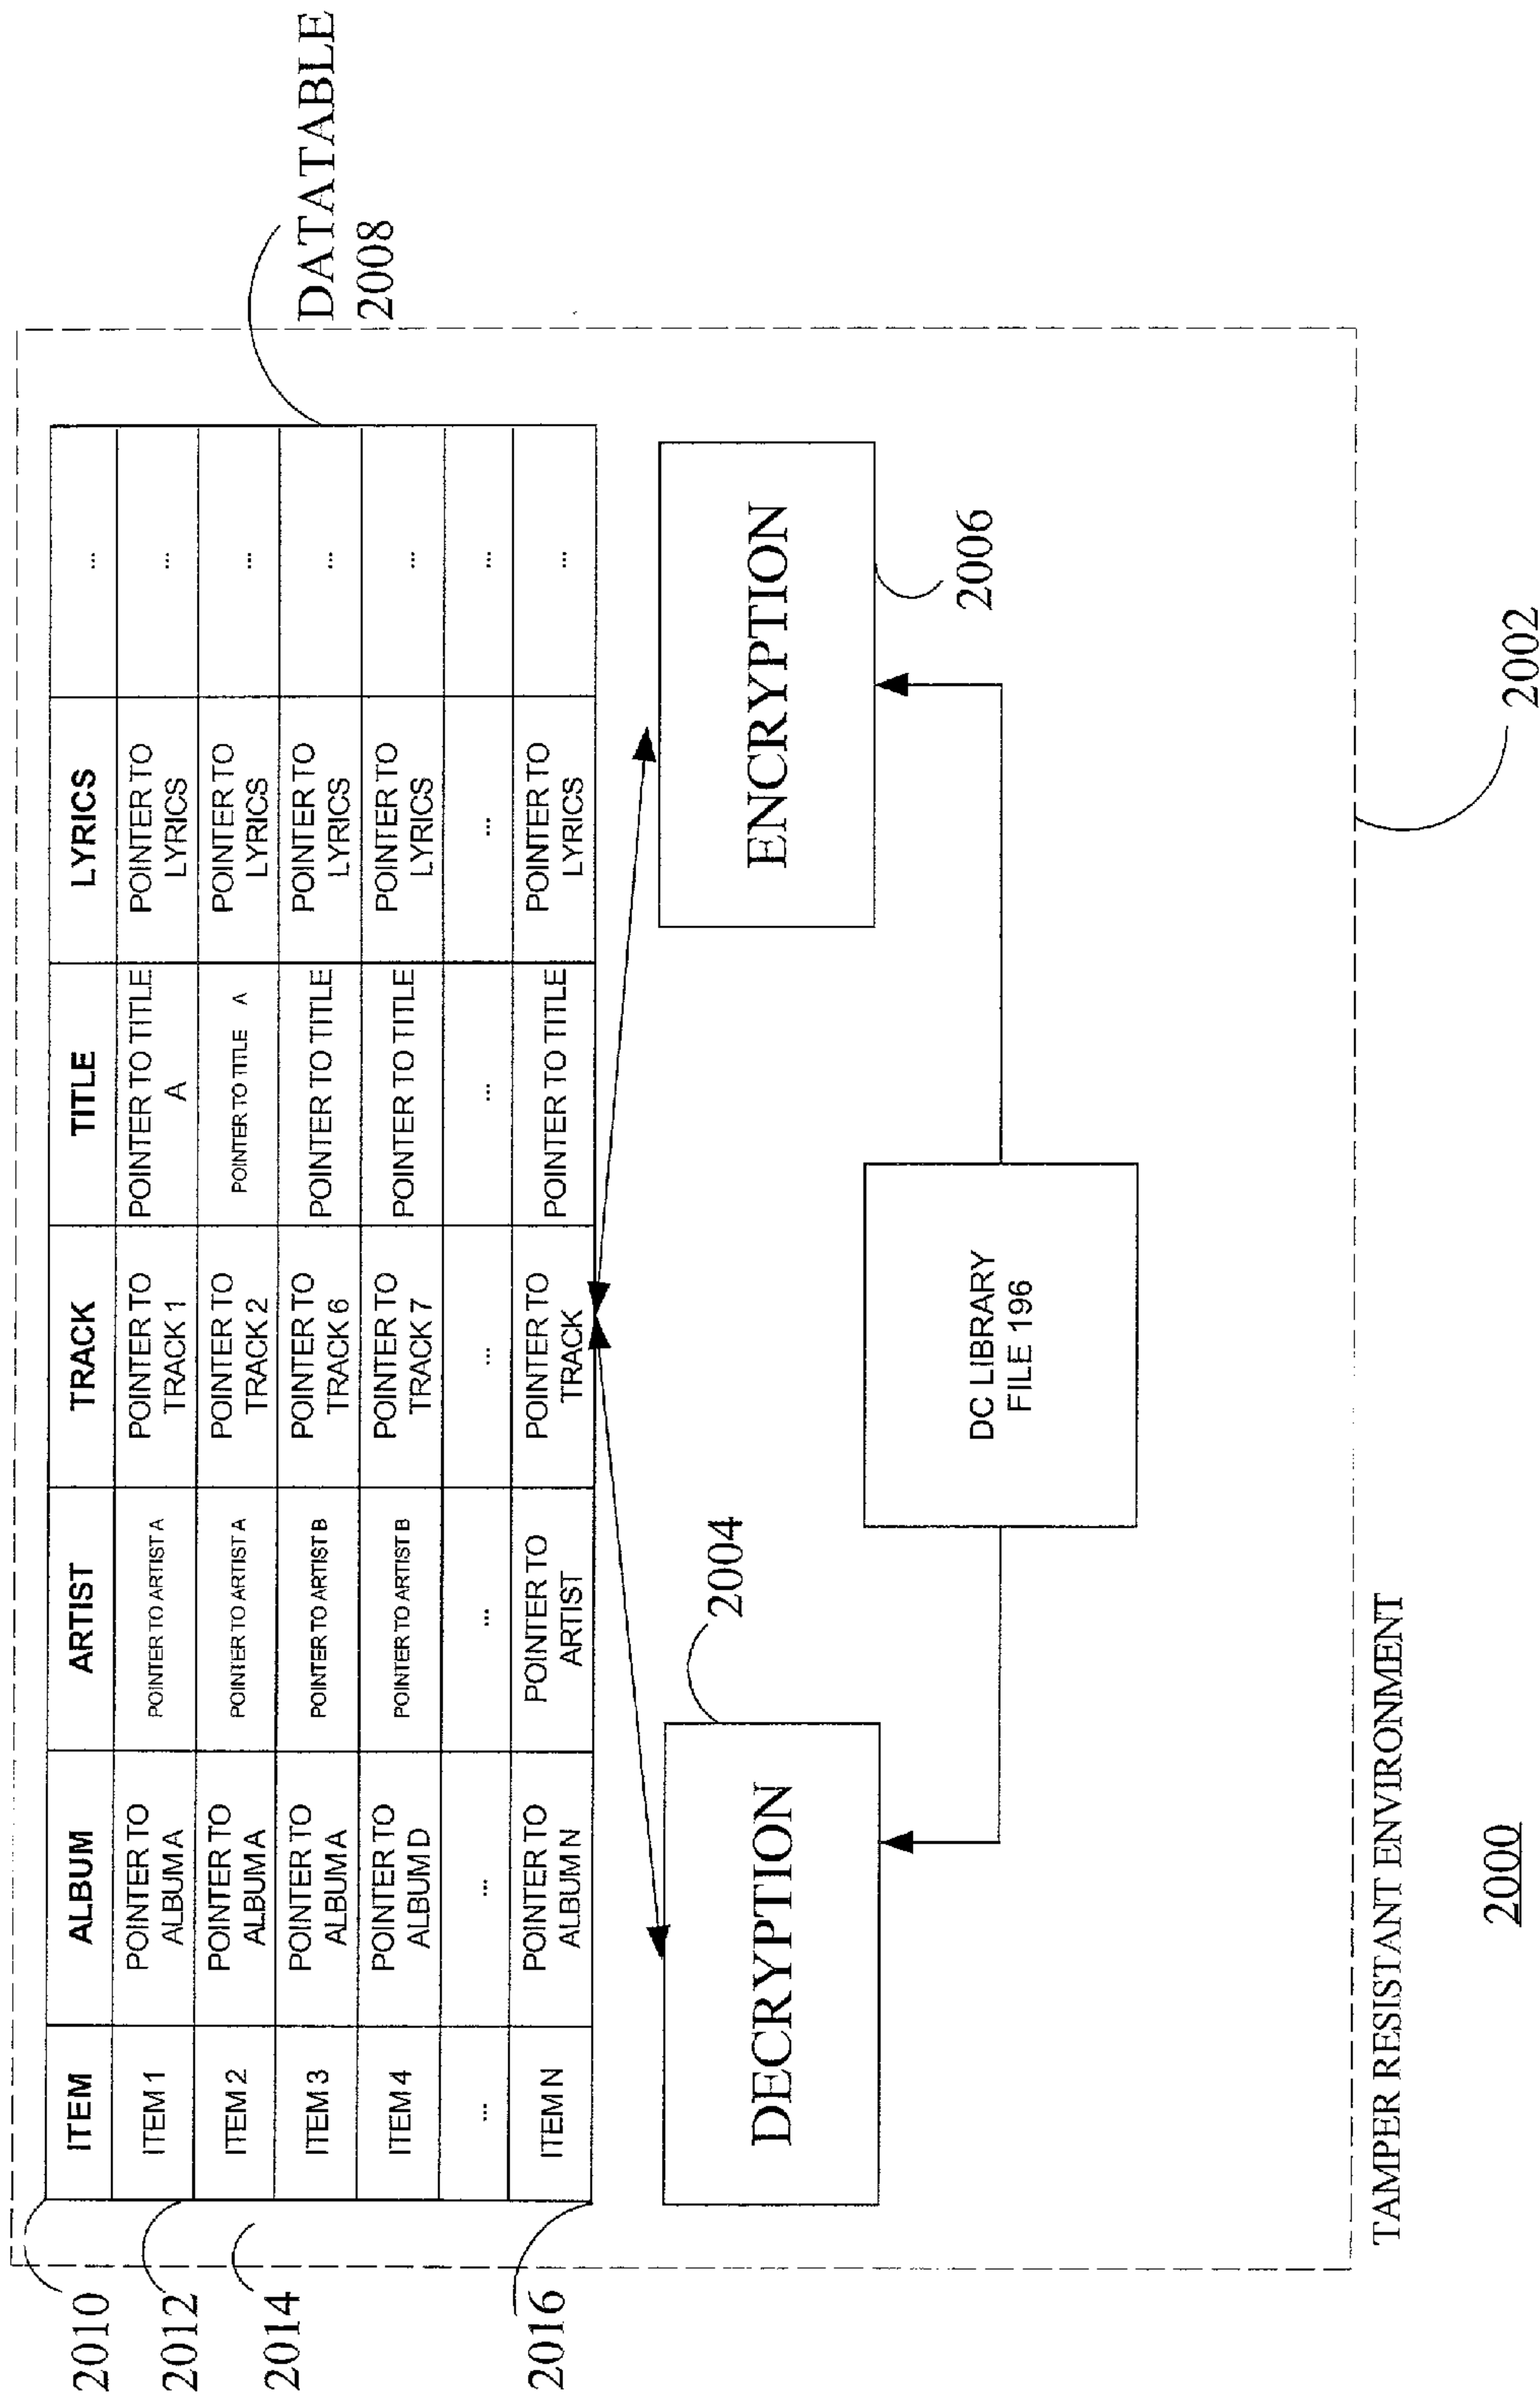 DATATABLE
2008
2010
2012
2014
2016
ITEM ALBUM ARTIST TRACK TITLE LYRICS ...
ITEM 1 POINTER TO ALBUM A POINTER TO ARTIST A POINTER TO TRACK 1 POINTER TO TITLE A POINTER TO LYRICS ...
ITEM 2 POINTER TO ALBUM A POINTER TO ARTIST A POINTER TO TRACK 2 POINTER TO TITLE A POINTER TO LYRICS ...
ITEM 3 POINTER TO ALBUM A POINTER TO ARTIST B POINTER TO TRACK 6 POINTER TO TITLE POINTER TO LYRICS ...
ITEM 4 POINTER TO ALBUM D POINTER TO ARTIST B POINTER TO TRACK 7 POINTER TO TITLE POINTER TO LYRICS ...
... ... ... ... ... ... ...
ITEM N POINTER TO ALBUM N POINTER TO ARTIST POINTER TO TRACK POINTER TO TITLE POINTER TO LYRICS ...
2004
DECRYPTION
ENCRYPTION
2006
DC LIBRARY
FILE 196
TAMPER RESISTANT ENVIRONMENT
2002
2000